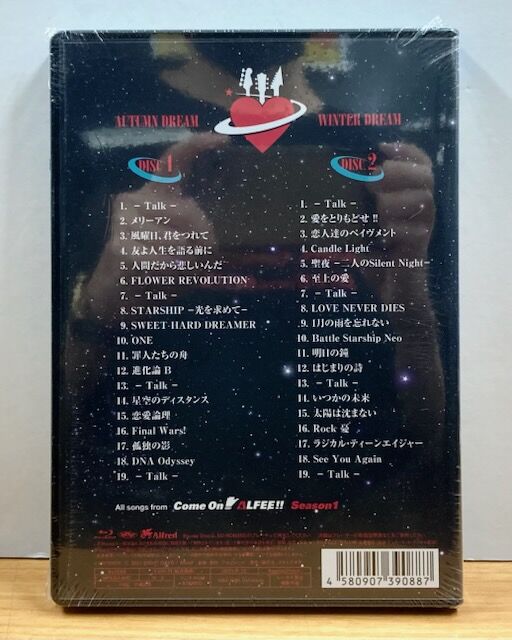 AUTUMN DREAM
DISC 1
1. － Talk －
2. メリーアン
3. 風曜日、君をつれて
4. 友よ人生を語る前に
5. 人間だから悲しいんだ
6. FLOWER REVOLUTION
7. － Talk －
8. STARSHIP －光を求めて－
9. SWEET HARD DREAMER
10. ONE
11. 罪人たちの舟
12. 進化論 B
13. － Talk －
14. 星空のディスタンス
15. 恋愛論理
16. Final Wars!
17. 孤独の影
18. DNA Odyssey
19. － Talk －
WINTER DREAM
DISC 2
1. － Talk －
2. 愛をとりもどせ!!
3. 恋人達のペイヴメント
4. Candle Light
5. 聖夜 －二人のSilent Night－
6. 至上の愛
7. － Talk －
8. LOVE NEVER DIES
9. 1月の雨を忘れない
10. Battle Starship Neo
11. 明日の鐘
12. はじまりの詩
13. － Talk －
14. いつかの未来
15. 太陽は沈まない
16. Rock 憂
17. ラジカル・ティーンエイジャー
18. See You Again
19. － Talk －
All songs from Come On! ALFEE!! Season1
Alfred
4 580907 390887